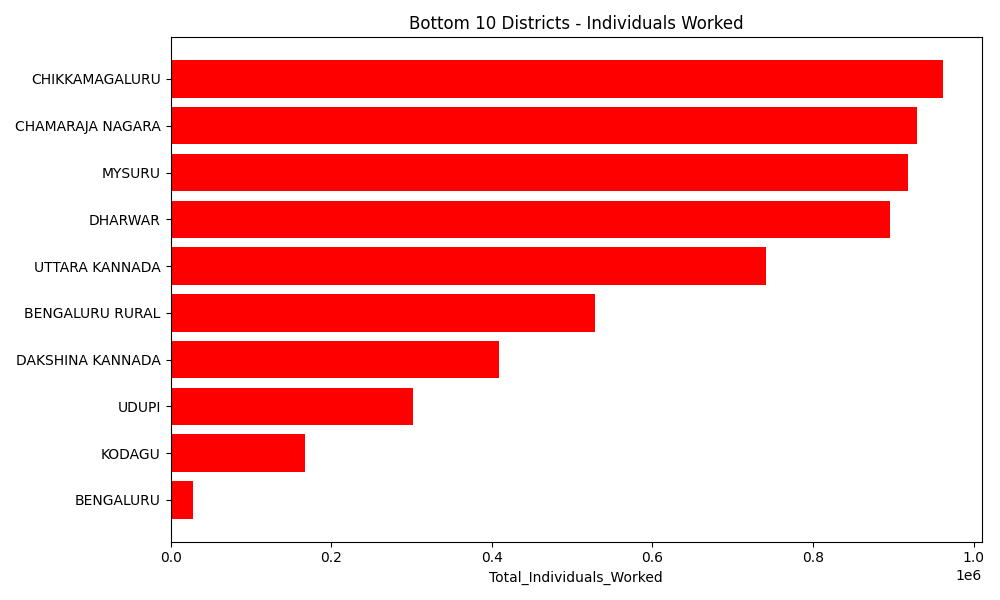 Bottom 10 Districts - Individuals Worked
CHIKKAMAGALURU
CHAMARAJA NAGARA
MYSURU
DHARWAR
UTTARA KANNADA
BENGALURU RURAL
DAKSHINA KANNADA
UDUPI
KODAGU
BENGALURU
0.0 0.2 0.4 0.6 0.8 1.0
1e6
Total_Individuals_Worked